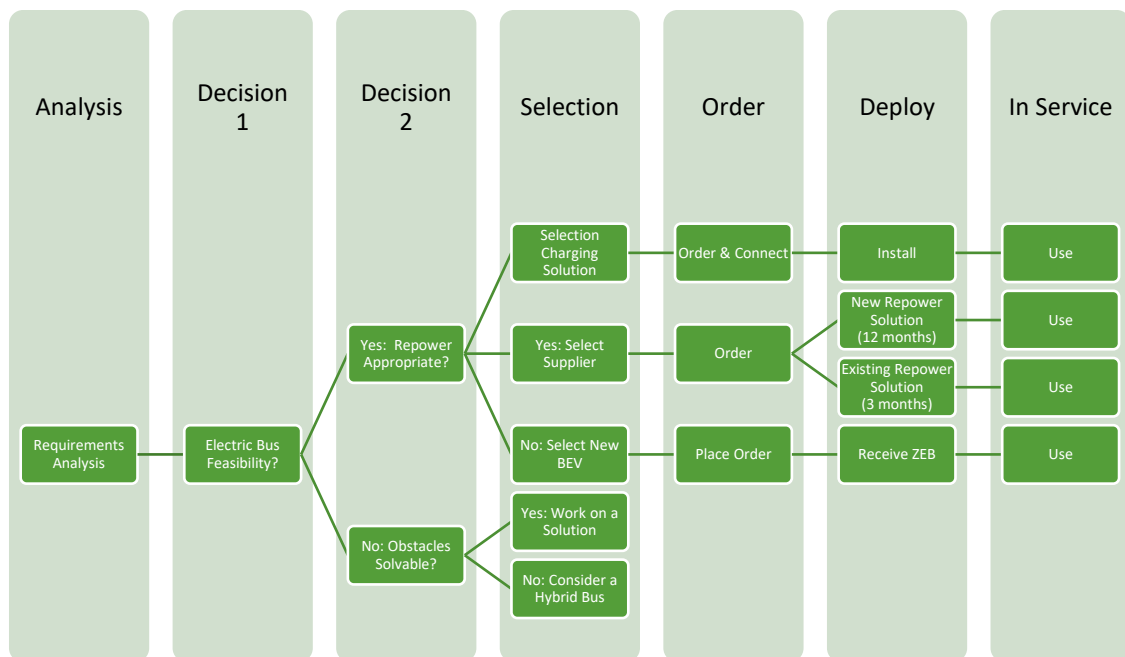 Analysis
Decision
1
Decision
2
Selection
Order
Deploy
In Service
Selection
Charging
Solution
Order & Connect
Install
Use
Yes:  Repower
Appropriate?
Yes: Select
Supplier
Order
New Repower
Solution
(12 months)
Use
Existing Repower
Solution
(3 months)
Use
Requirements
Analysis
Electric Bus
Feasibility?
No: Select New
BEV
Place Order
Receive ZEB
Use
No: Obstacles
Solvable?
Yes: Work on a
Solution
No: Consider a
Hybrid Bus